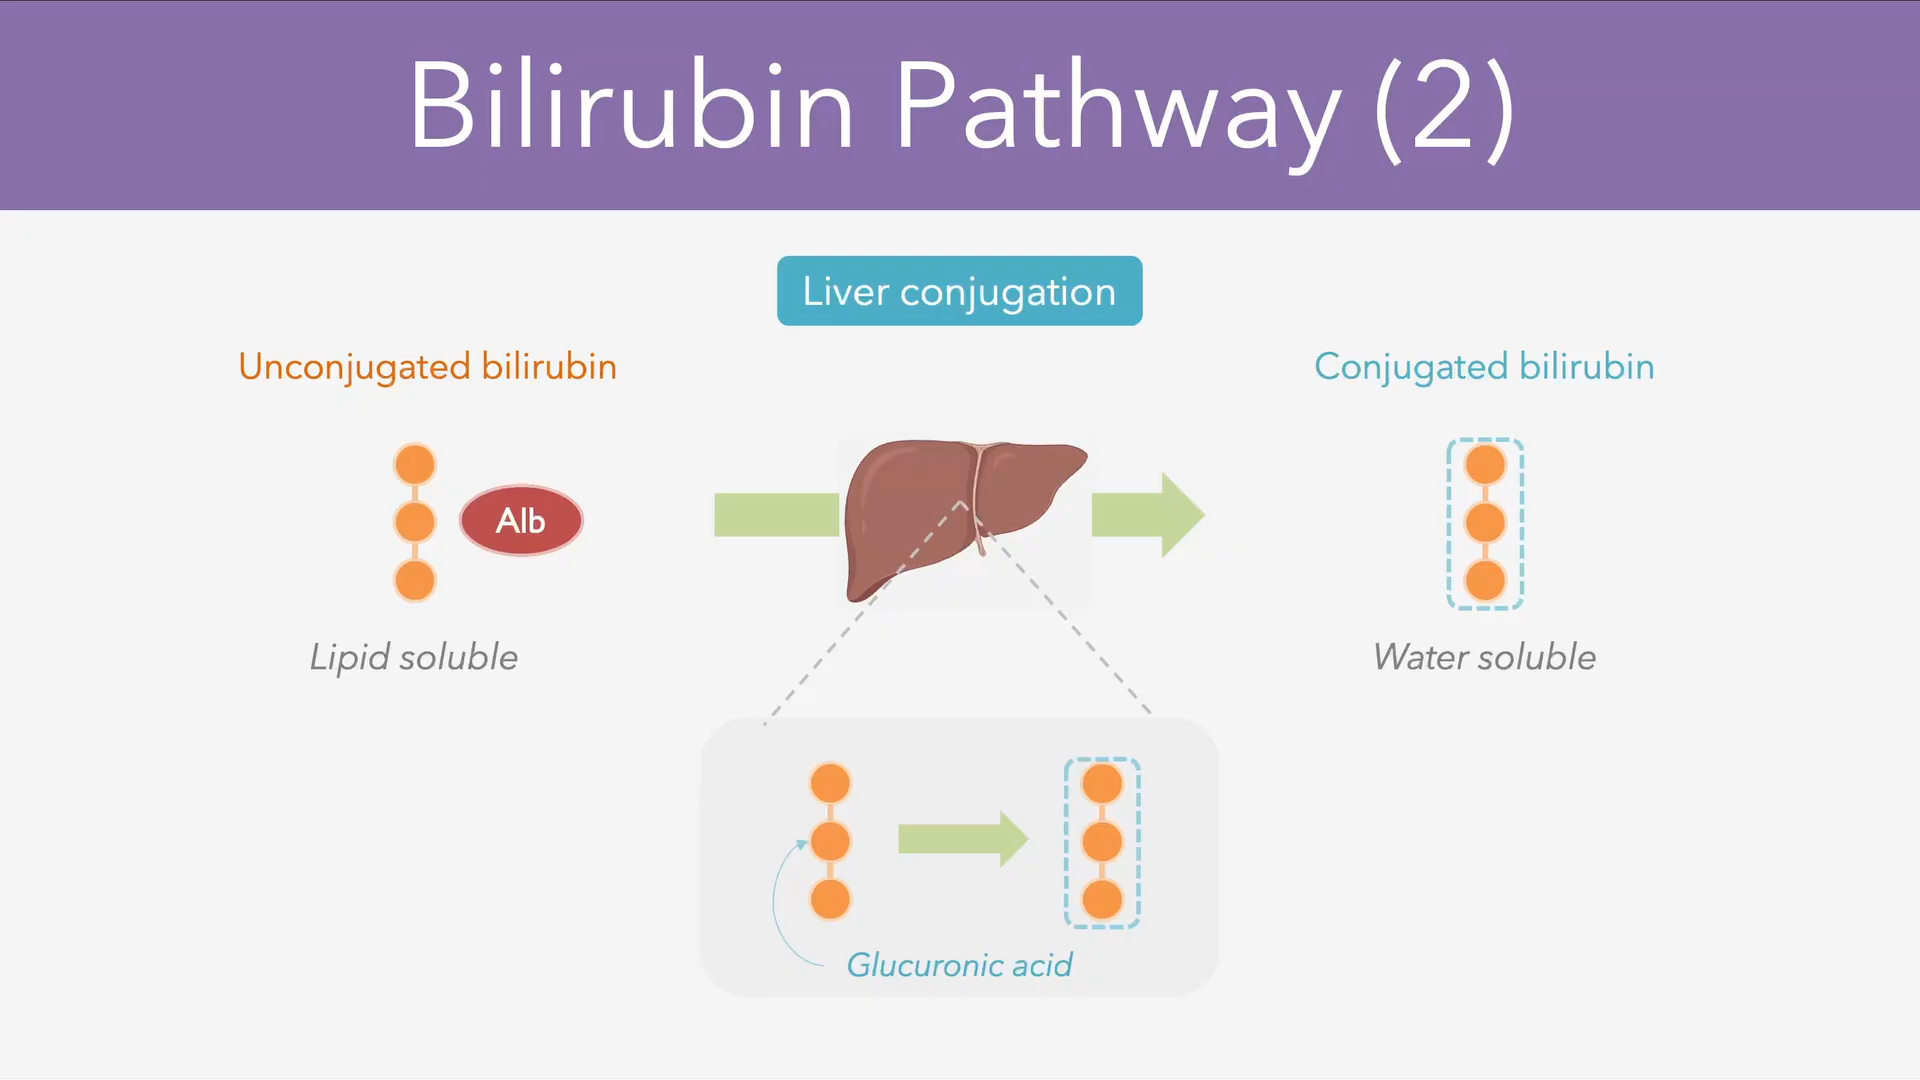 Bilirubin Pathway (2)
Liver conjugation
Unconjugated bilirubin
Conjugated bilirubin
Alb
Lipid soluble
Water soluble
Glucuronic acid